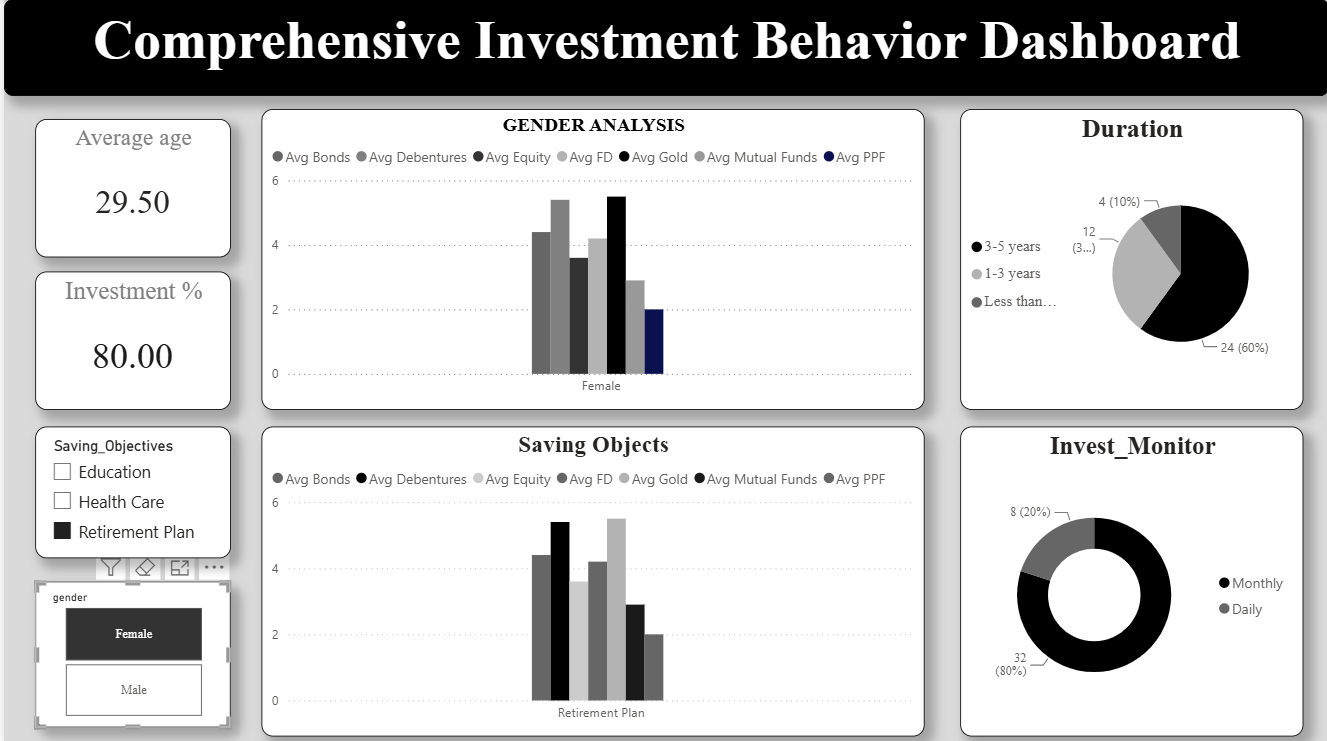 Comprehensive Investment Behavior Dashboard
Average age
29.50
Investment %
80.00
Saving_Objectives
Education
Health Care
Retirement Plan
gender
Female
Male
GENDER ANALYSIS
Avg Bonds Avg Debentures Avg Equity Avg FD Avg Gold Avg Mutual Funds Avg PPF
6
4
2
0
Female
Saving Objects
Avg Bonds Avg Debentures Avg Equity Avg FD Avg Gold Avg Mutual Funds Avg PPF
6
4
2
0
Retirement Plan
Duration
4 (10%)
12
(3...)
24 (60%)
3-5 years
1-3 years
Less than...
Invest_Monitor
8 (20%)
32
(80%)
Monthly
Daily